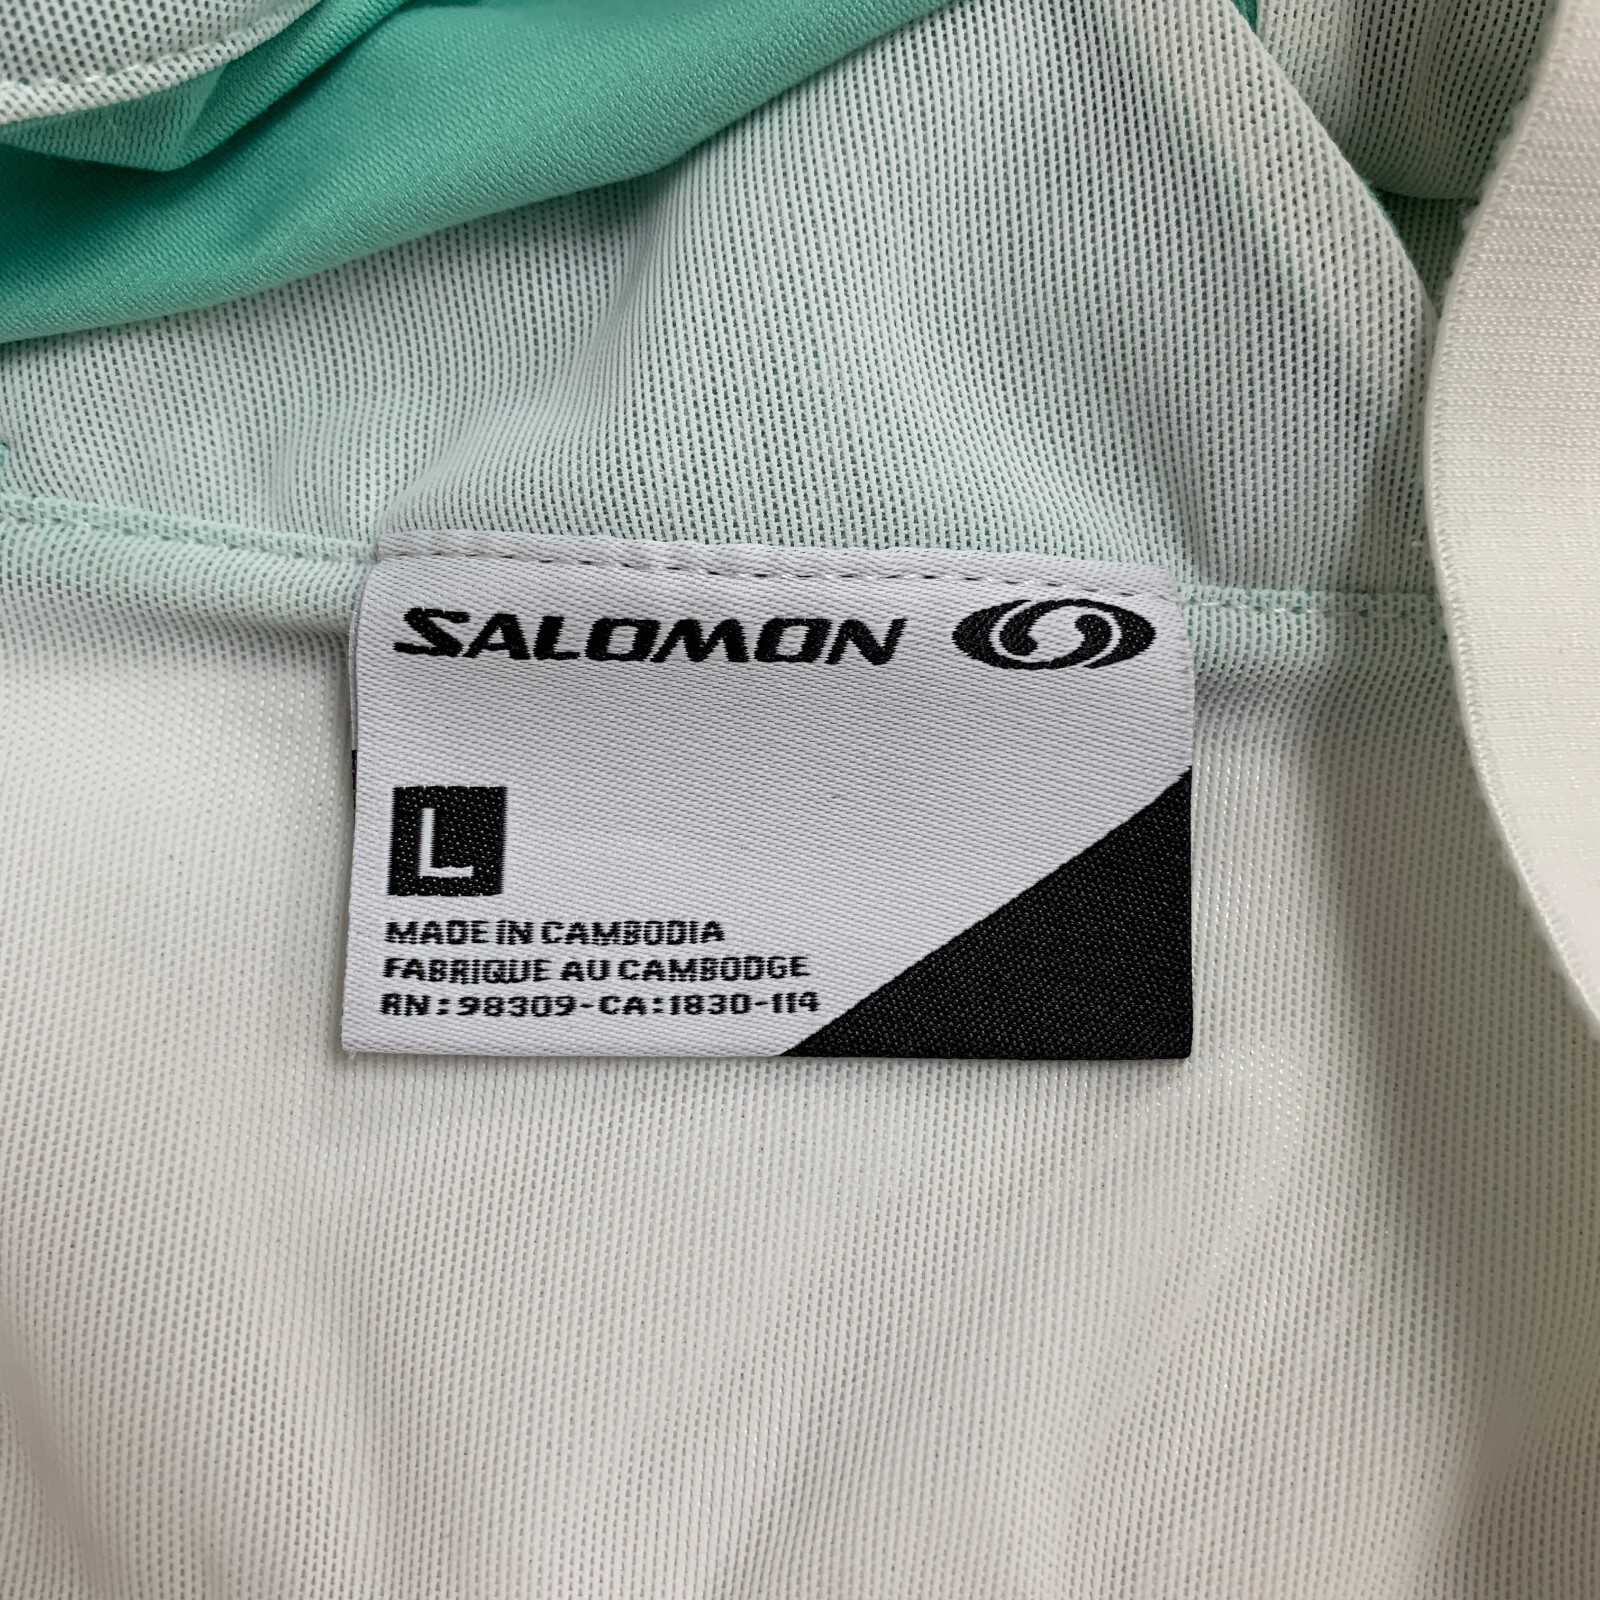 SALOMON
L
MADE IN CAMBODIA
FABRIQUE AU CAMBODGE
RN:98309-CA:1830-114